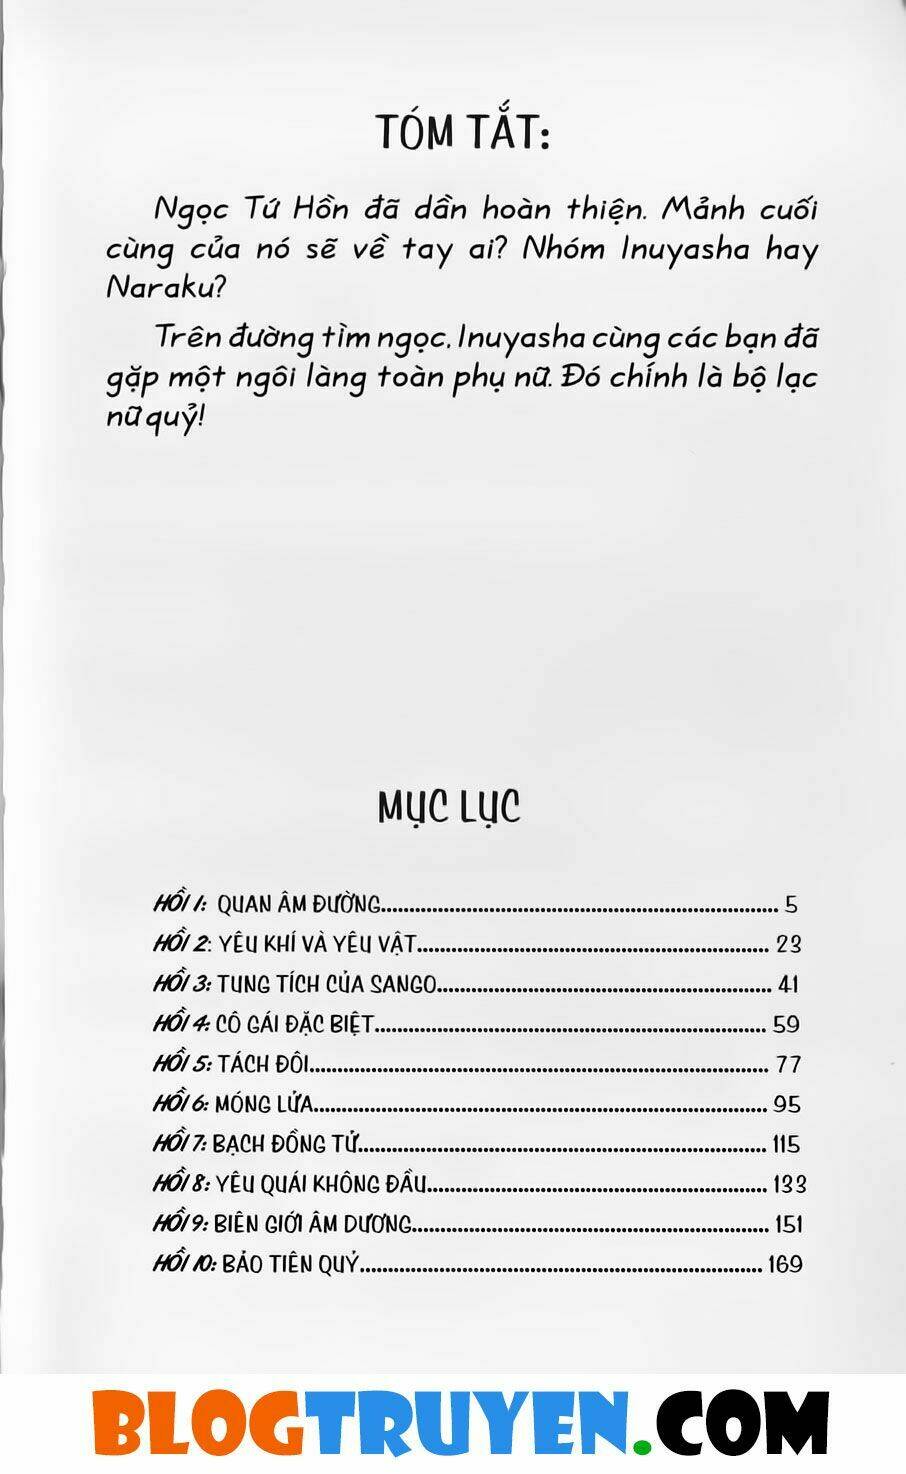 TÓM TẮT:
Ngọc Tứ Hồn đã dần hoàn thiện. Mảnh cuối
cùng của nó sẽ về tay ai? Nhóm Inuyasha hay
Naraku?
Trên đường tìm ngọc, Inuyasha cùng các bạn đã
gặp một ngôi làng toàn phụ nữ. Đó chính là bộ lạc
nữ quỷ!
MỤC LỤC
HỒI 1: QUAN ÂM ĐƯỜNG........ 5
HỒI 2: YÊU KHÍ VÀ YÊU VẬT........ 23
HỒI 3: TUNG TÍCH CỦA SANGO........ 41
HỒI 4: CÔ GÁI ĐẶC BIỆT........ 59
HỒI 5: TÁCH ĐÔI........ 77
HỒI 6: MÓNG LỬA........ 95
HỒI 7: BẠCH ĐỒNG TỬ........ 115
HỒI 8: YÊU QUÁI KHÔNG ĐẦU........ 133
HỒI 9: BIÊN GIỚI ÂM DƯƠNG........ 151
HỒI 10: BẢO TIÊN QUỶ........ 169
BLOGTRUYEN.COM